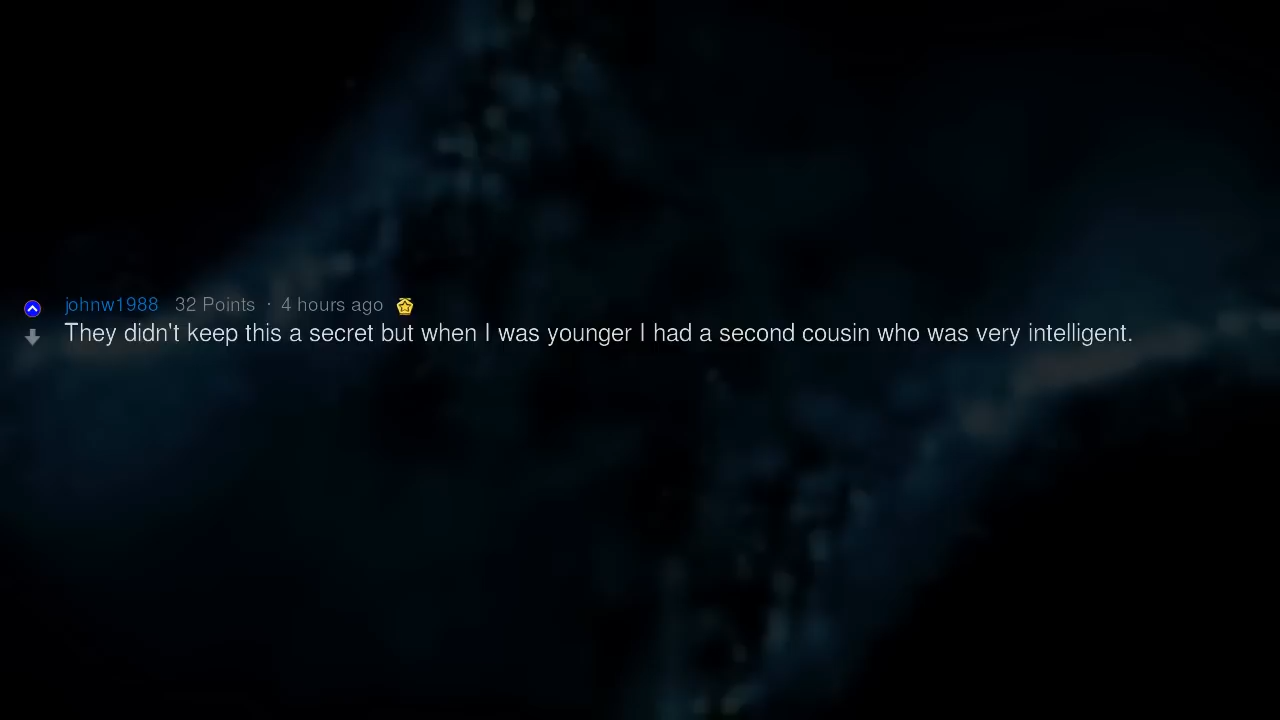 johnw1988 32 Points · 4 hours ago
They didn't keep this a secret but when I was younger I had a second cousin who was very intelligent.